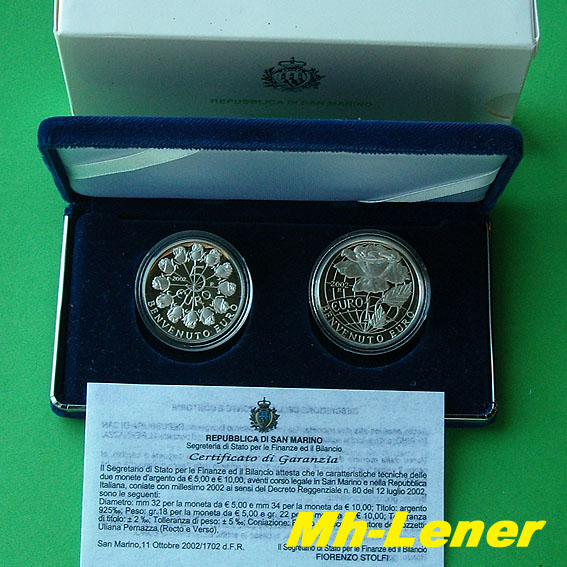 REPUBBLICA DI SAN MARINO
2002
5
EURO
BENVENUTO EURO
2002
EURO
BENVENUTO EURO
REPUBBLICA DI SAN MARINO
Segreteria di Stato per le Finanze ed il Bilancio
Certificato di Garanzia
Il Segretario di Stato per le Finanze ed il Bilancio attesta che le caratteristiche tecniche delle
due monete d'argento da € 5,00 e € 10,00, aventi corso legale in San Marino e nella Repubblica
Italiana, coniate con millesimo 2002 ai sensi del Decreto Reggenziale n. 80 del 12 luglio 2002,
sono le seguenti:
Diametro: mm 32 per la moneta da € 5,00 e mm 34 per la moneta da € 10,00; Titolo: argento
925‰, Peso: gr.18 per la moneta da € 5,00 e gr. 22 per la moneta da € 10,00; Tolleranza
di titolo: ± 2 ‰; Tolleranza di peso: ± 5 ‰; Coniazione: bozzetti
Uliana Pernazza (Recto e Verso).
San Marino, 11 Ottobre 2002/1702 d.F.R.
Il Segretario di Stato
per le Finanze ed il Bilancio
FIORENZO STOLFI
Mh-Lener